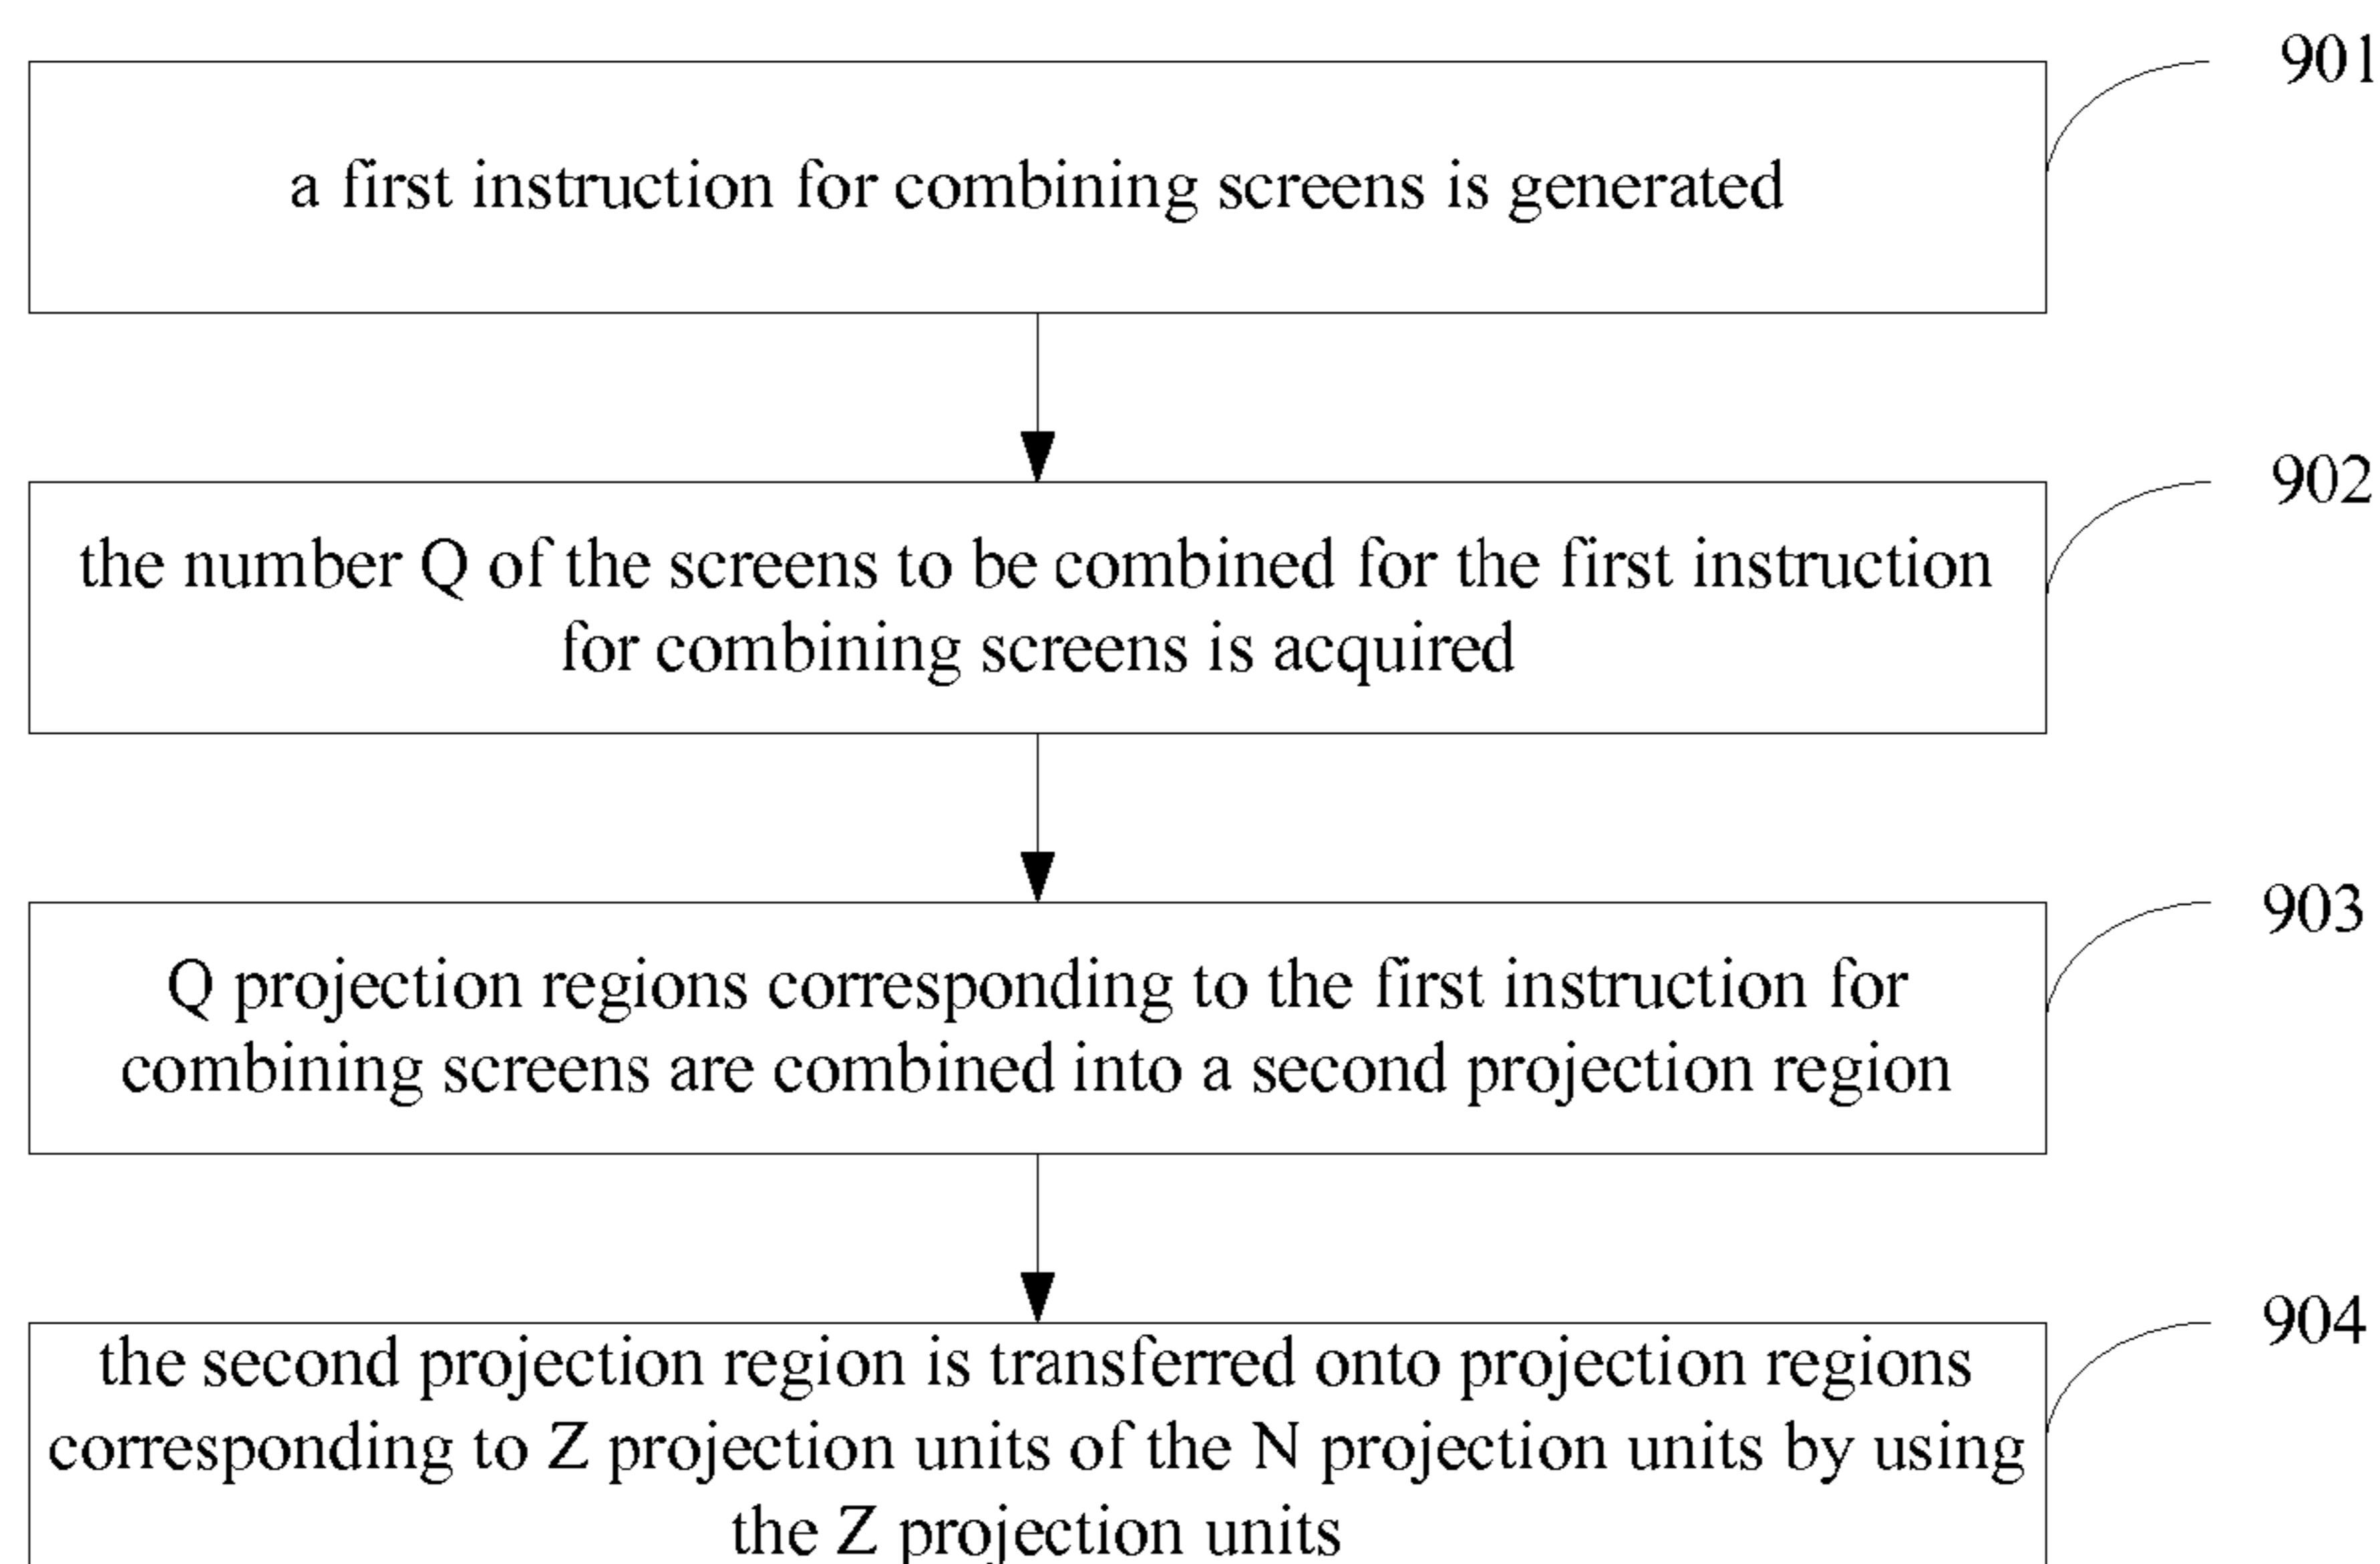 901
a first instruction for combining screens is generated
902
the number Q of the screens to be combined for the first instruction
for combining screens is acquired
903
Q projection regions corresponding to the first instruction for
combining screens are combined into a second projection region
904
the second projection region is transferred onto projection regions
corresponding to Z projection units of the N projection units by using
the Z projection units